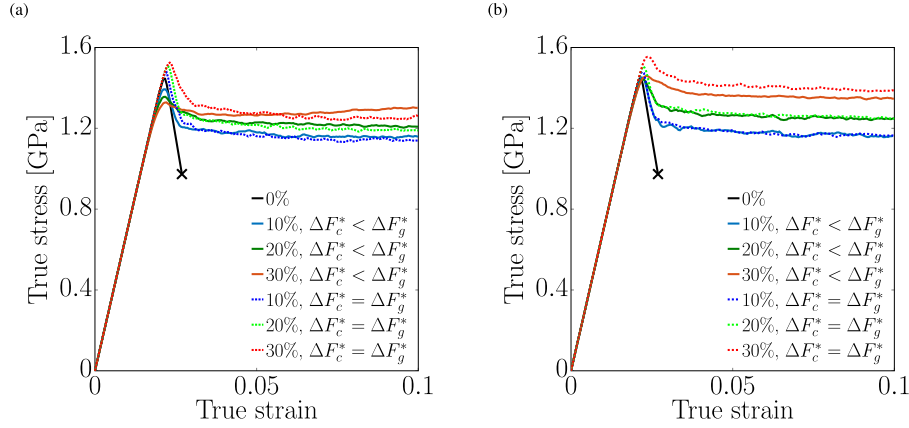 (a)
1.6
1.2
0.8
0.4
0
0
0.05
0.1
True stress [GPa]
True strain
0%
10%, ΔF*c < ΔF*g
20%, ΔF*c < ΔF*g
30%, ΔF*c < ΔF*g
10%, ΔF*c = ΔF*g
20%, ΔF*c = ΔF*g
30%, ΔF*c = ΔF*g
(b)
1.6
1.2
0.8
0.4
0
0
0.05
0.1
True stress [GPa]
True strain
0%
10%, ΔF*c < ΔF*g
20%, ΔF*c < ΔF*g
30%, ΔF*c < ΔF*g
10%, ΔF*c = ΔF*g
20%, ΔF*c = ΔF*g
30%, ΔF*c = ΔF*g